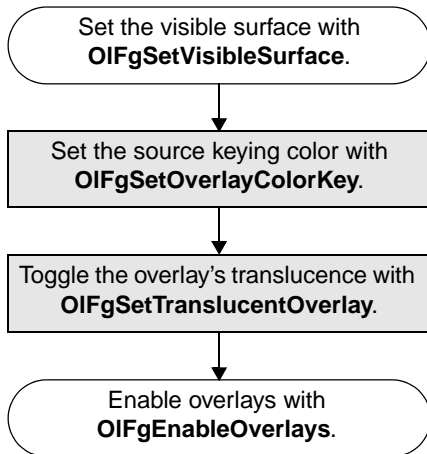 Set the visible surface with
OlFgSetVisibleSurface.
Set the source keying color with
OlFgSetOverlayColorKey.
Toggle the overlay’s translucence with
OlFgSetTranslucentOverlay.
Enable overlays with
OlFgEnableOverlays.